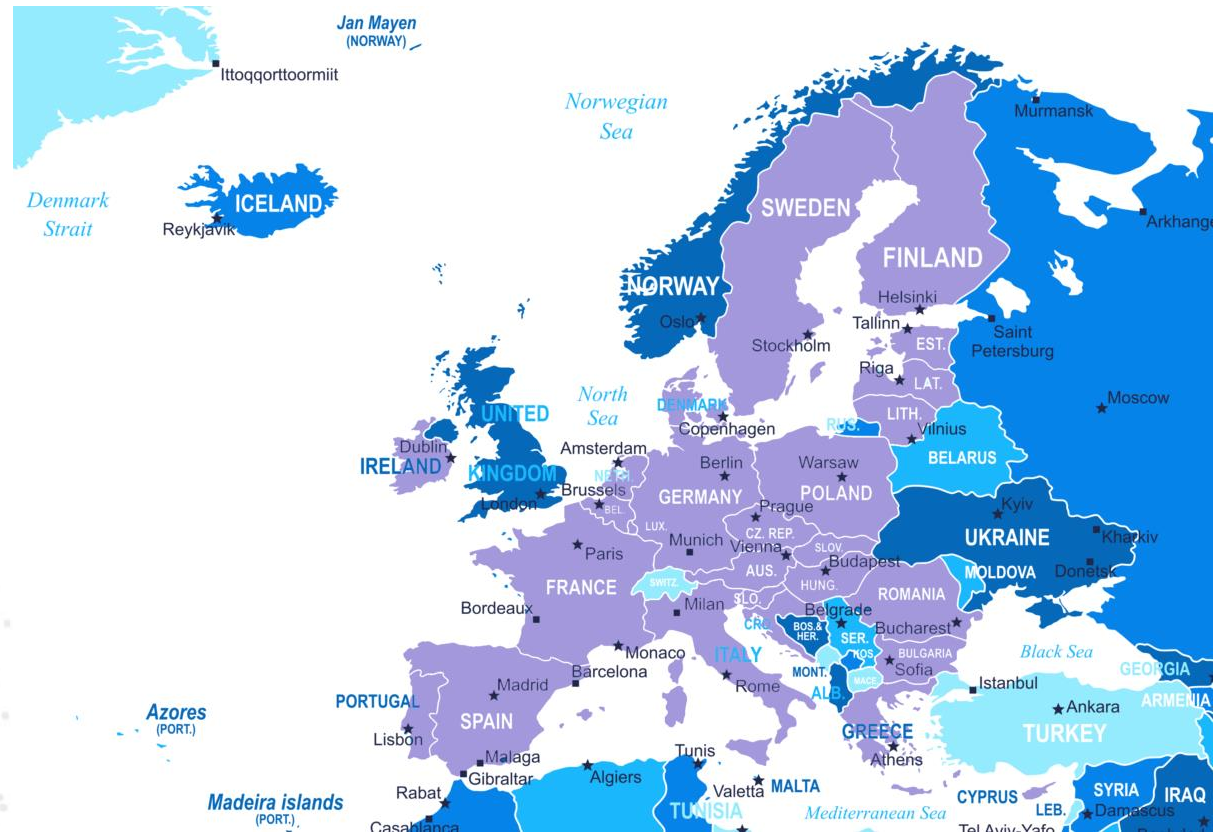 Jan Mayen
(NORWAY)
Ittoqqortoormiit
Norwegian
Sea
Murmansk
Denmark
Strait
ICELAND
Reykjavik
SWEDEN
Arkhange
FINLAND
NORWAY
Helsinki
Oslo
Tallinn
Stockholm
EST.
Saint
Petersburg
Riga
LAT.
North
Sea
DENMARK
Copenhagen
LITH.
Vilnius
RUS.
Moscow
UNITED
KINGDOM
Dublin
IRELAND
London
Amsterdam
NETH.
Brussels
BEL.
Berlin
GERMANY
Warsaw
POLAND
BELARUS
Prague
CZ. REP.
LUX.
Kyiv
UKRAINE
Kharkiv
Donetsk
Paris
Munich
Vienna
SLOV.
Budapest
AUS.
HUNG.
MOLDOVA
FRANCE
SWITZ.
SLO.
ROMANIA
Bordeaux
Milan
CRO.
BOS.&
HER.
Belgrade
SER.
Bucharest
Monaco
ITALY
KOS.
BULGARIA
Sofia
Black Sea
GEORGIA
Barcelona
Madrid
MONT.
MACE.
ALB.
Rome
Istanbul
ARMENIA
Ankara
TURKEY
PORTUGAL
SPAIN
Lisbon
Azores
(PORT.)
GREECE
Athens
Malaga
Gibraltar
Algiers
Tunis
Valetta
MALTA
Rabat
Madeira islands
(PORT.)
Casablanca
TUNISIA
Mediterranean Sea
CYPRUS
SYRIA
IRAQ
LEB.
Damascus
Tel Aviv-Yafo